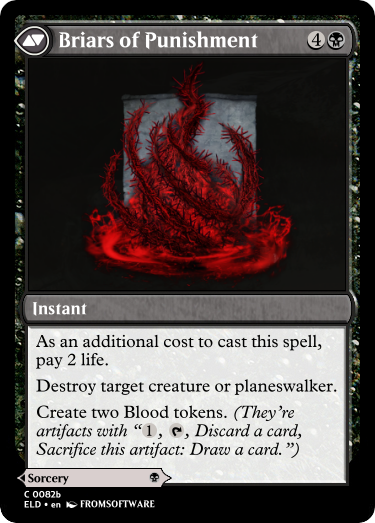 Briars of Punishment 4
Instant
As an additional cost to cast this spell,
pay 2 life.
Destroy target creature or planeswalker.
Create two Blood tokens. (They're
artifacts with “1, , Discard a card,
Sacrifice this artifact: Draw a card.”)
Sorcery
C 0082b
ELD • en FROMSOFTWARE